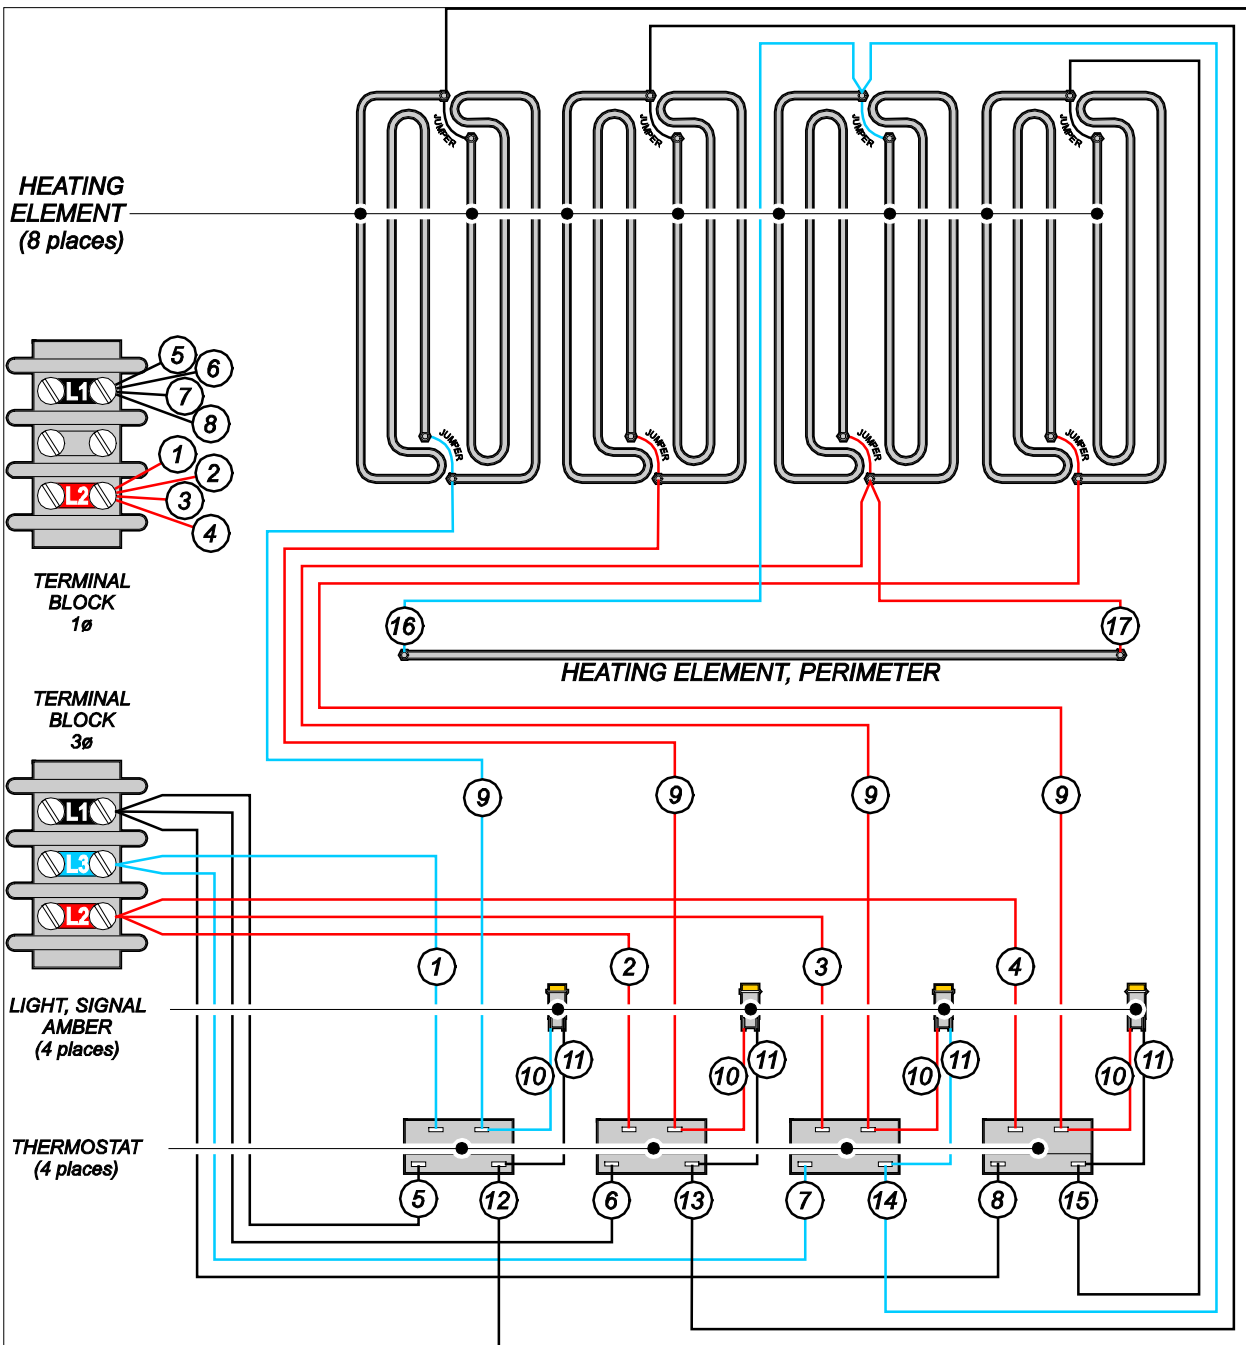 JUMPER JUMPER JUMPER JUMPER
HEATING
ELEMENT
(8 places)
5
6
L1
7
8
1
2
L2
3
4
JUMPER JUMPER JUMPER JUMPER
TERMINAL
BLOCK
1ø
16 17
HEATING ELEMENT, PERIMETER
TERMINAL
BLOCK
3ø
9 9 9 9
L1
L3
L2
1 2 3 4
LIGHT, SIGNAL
AMBER
(4 places)
10 11 10 11 10 11 10 11
THERMOSTAT
(4 places)
5 12 6 13 7 14 8 15